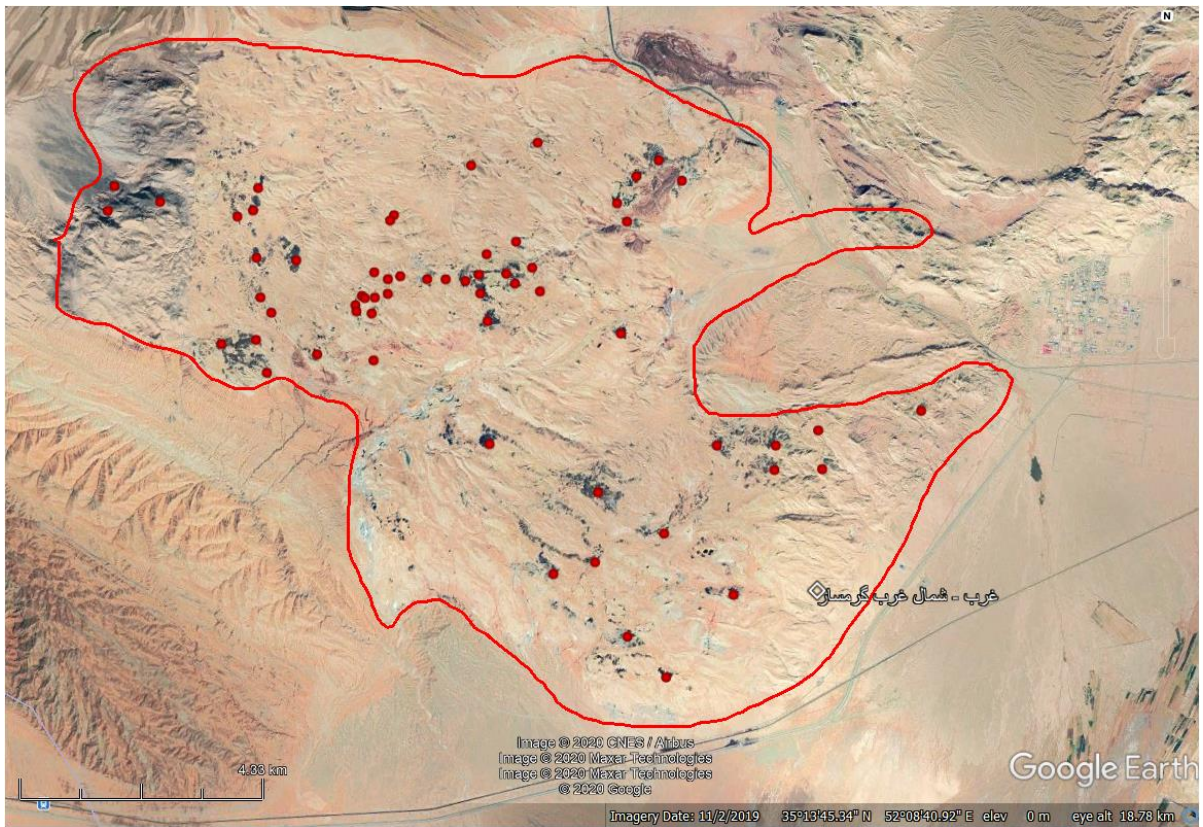 N
غرب - شمال غرب گرمسار
Image © 2020 CNES / Airbus
Image © 2020 Maxar Technologies
Image © 2020 Maxar Technologies
© 2020 Google
4.33 km
Google Earth
Imagery Date: 11/2/2019 35°13'45.34" N 52°08'40.92" E elev 0 m eye alt 18.78 km